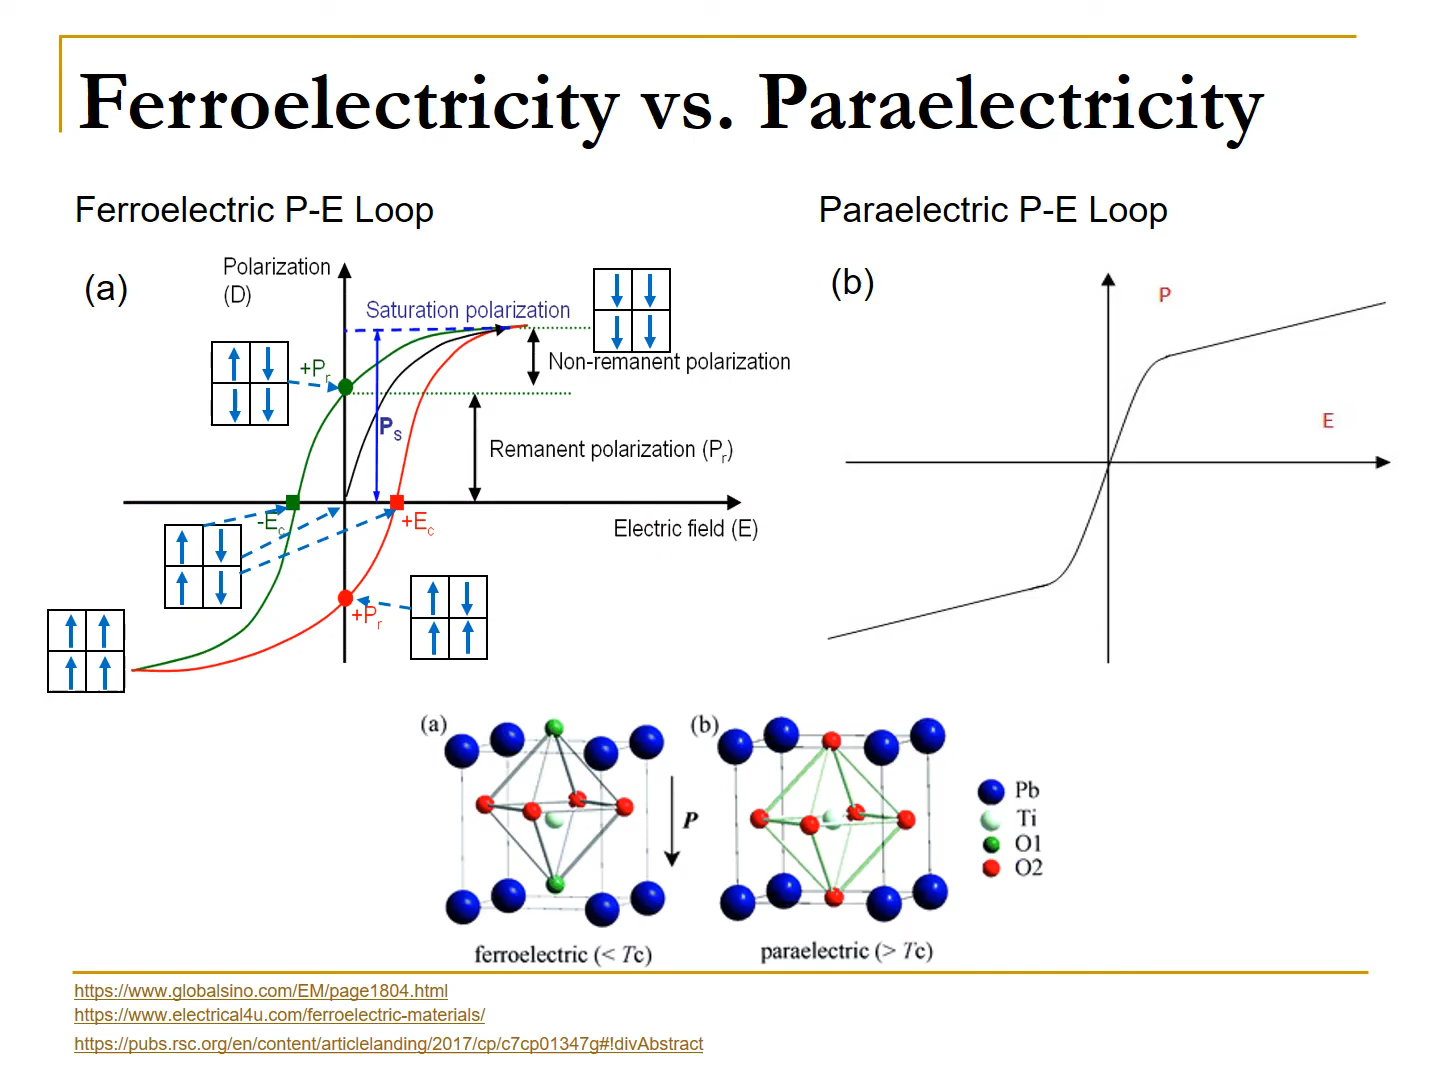 Ferroelectricity vs. Paraelectricity
Ferroelectric P-E Loop
Paraelectric P-E Loop
(a)
Polarization
(D)
Saturation polarization
+Pr
Non-remanent polarization
Ps
Remanent polarization (Pr)
-Ec
+Ec
Electric field (E)
+Pr
(b)
P
E
(a)
P
ferroelectric (< Tc)
(b)
paraelectric (> Tc)
Pb
Ti
O1
O2
https://www.globalsino.com/EM/page1804.html
https://www.electrical4u.com/ferroelectric-materials/
https://pubs.rsc.org/en/content/articlelanding/2017/cp/c7cp01347g#!divAbstract